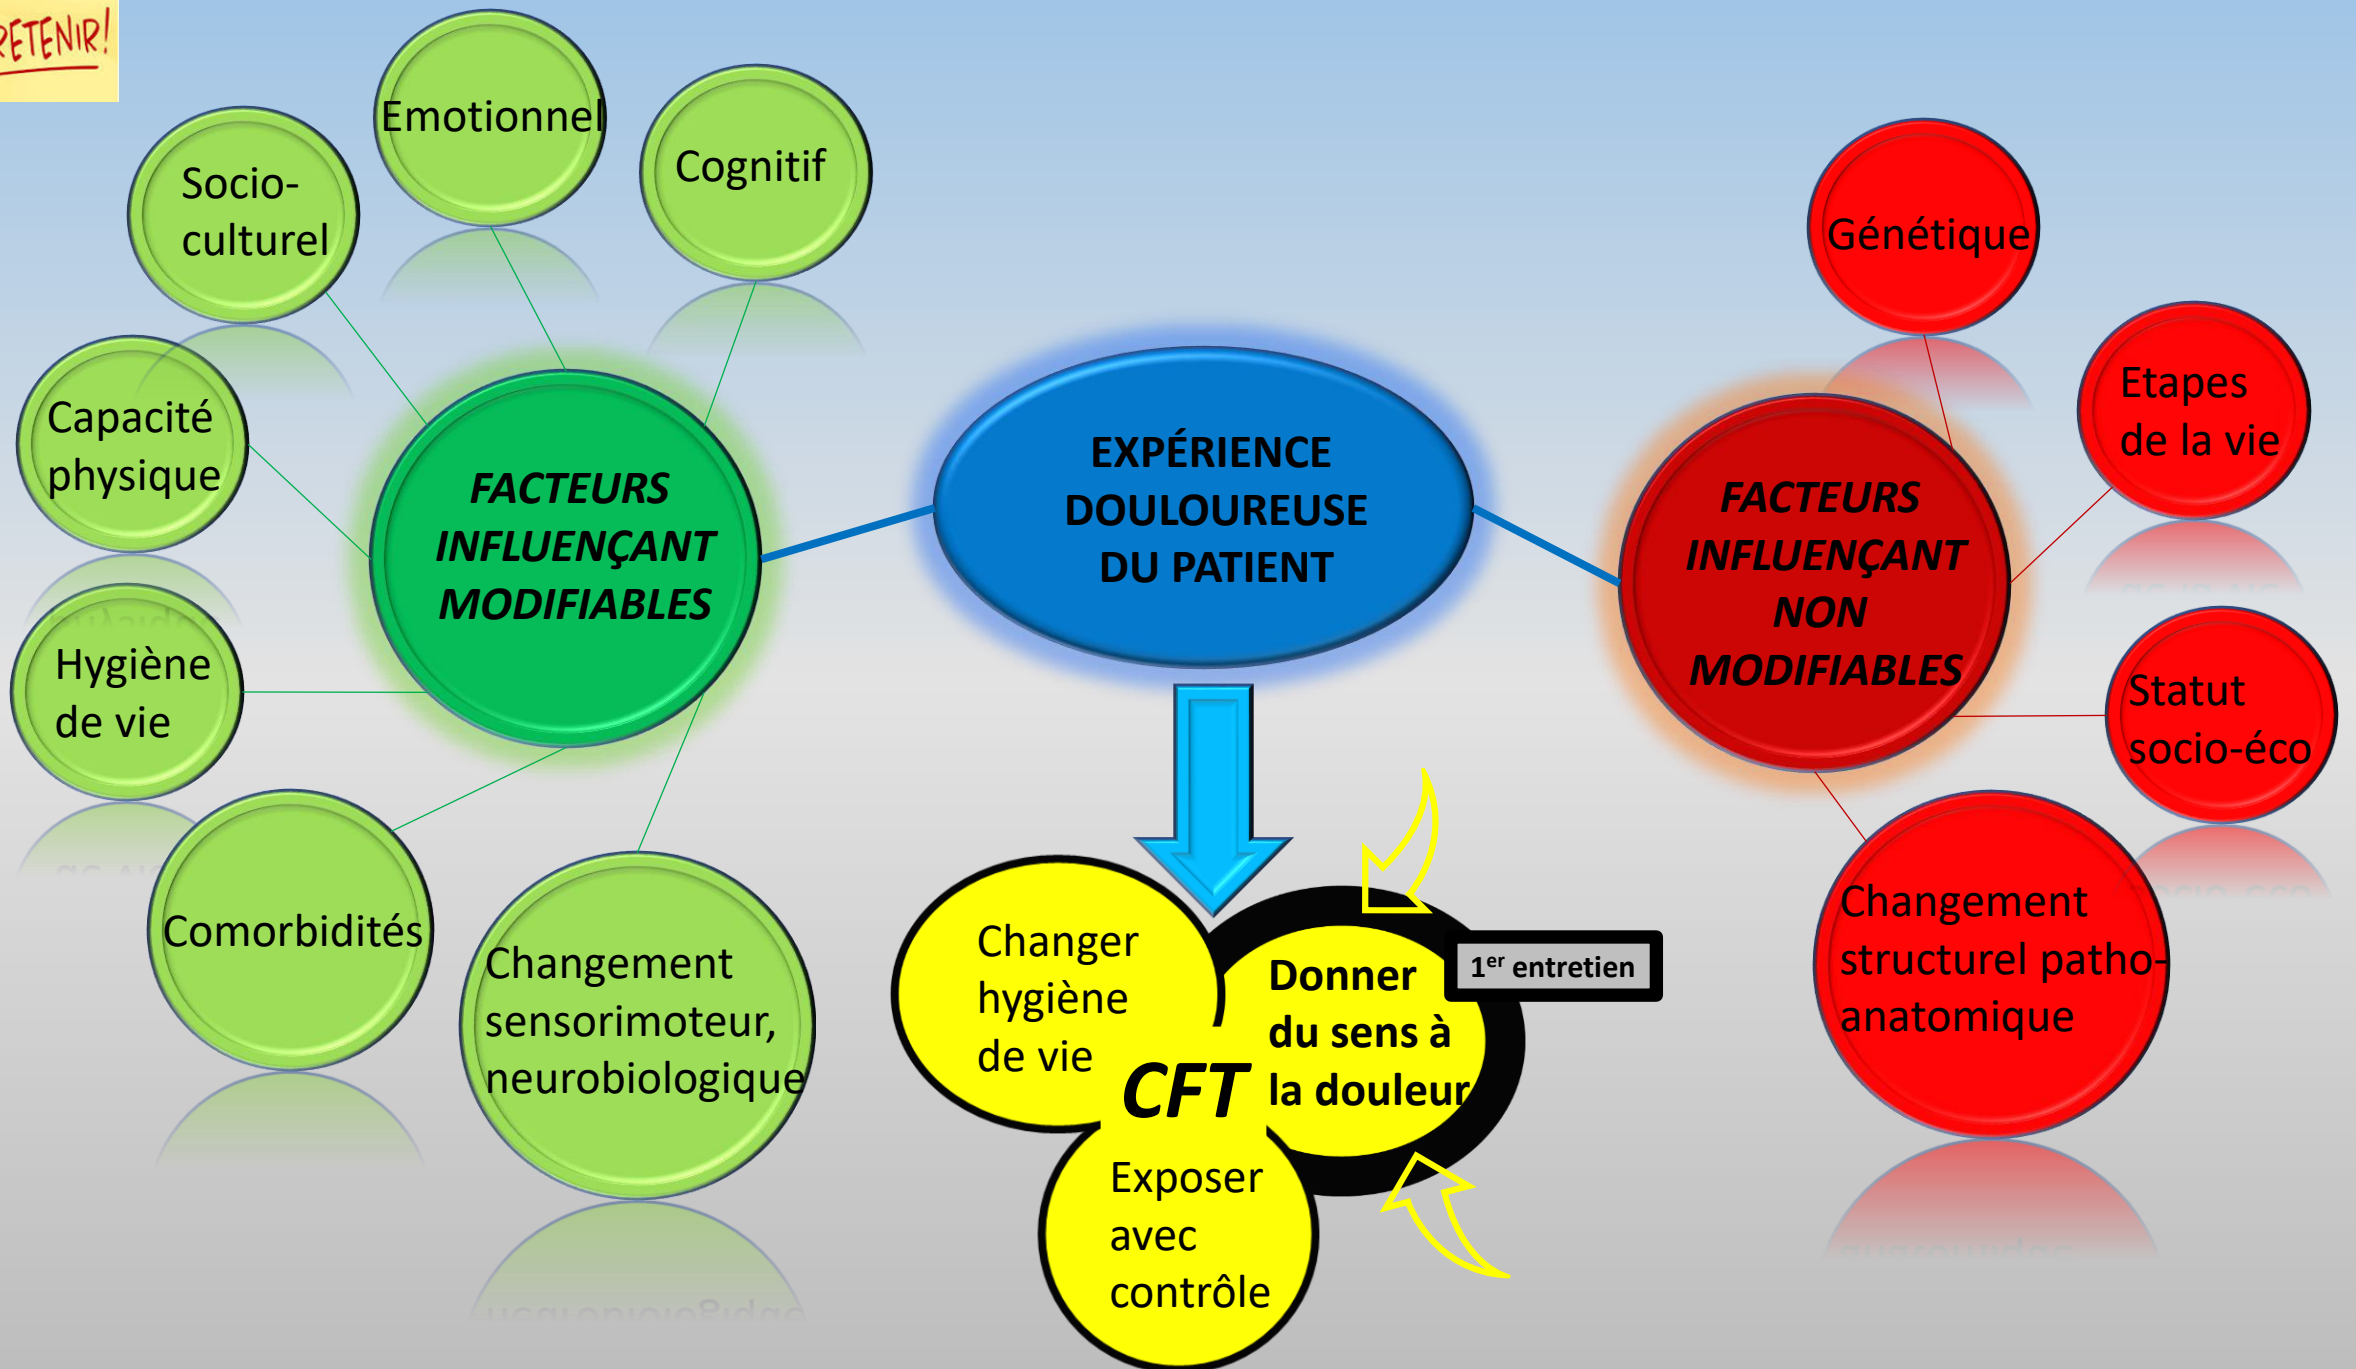 RETENIR!
Emotionnel
Cognitif
Socio-
culturel
Capacité
physique
Hygiène
de vie
Comorbidités
Changement
sensorimoteur,
neurobiologique
FACTEURS
INFLUENÇANT
MODIFIABLES
EXPÉRIENCE
DOULOUREUSE
DU PATIENT
FACTEURS
INFLUENÇANT
NON
MODIFIABLES
Génétique
Etapes
de la vie
Statut
socio-éco
Changement
structurel patho-
anatomique
Changer
hygiène
de vie
CFT
Donner
du sens à
la douleur
1er entretien
Exposer
avec
contrôle